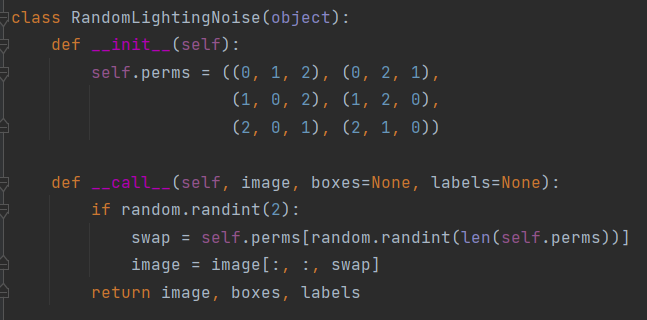 class RandomLightingNoise(object):
    def __init__(self):
        self.perms = ((0, 1, 2), (0, 2, 1),
                      (1, 0, 2), (1, 2, 0),
                      (2, 0, 1), (2, 1, 0))
    def __call__(self, image, boxes=None, labels=None):
        if random.randint(2):
            swap = self.perms[random.randint(len(self.perms))]
            image = image[:, :, swap]
        return image, boxes, labels